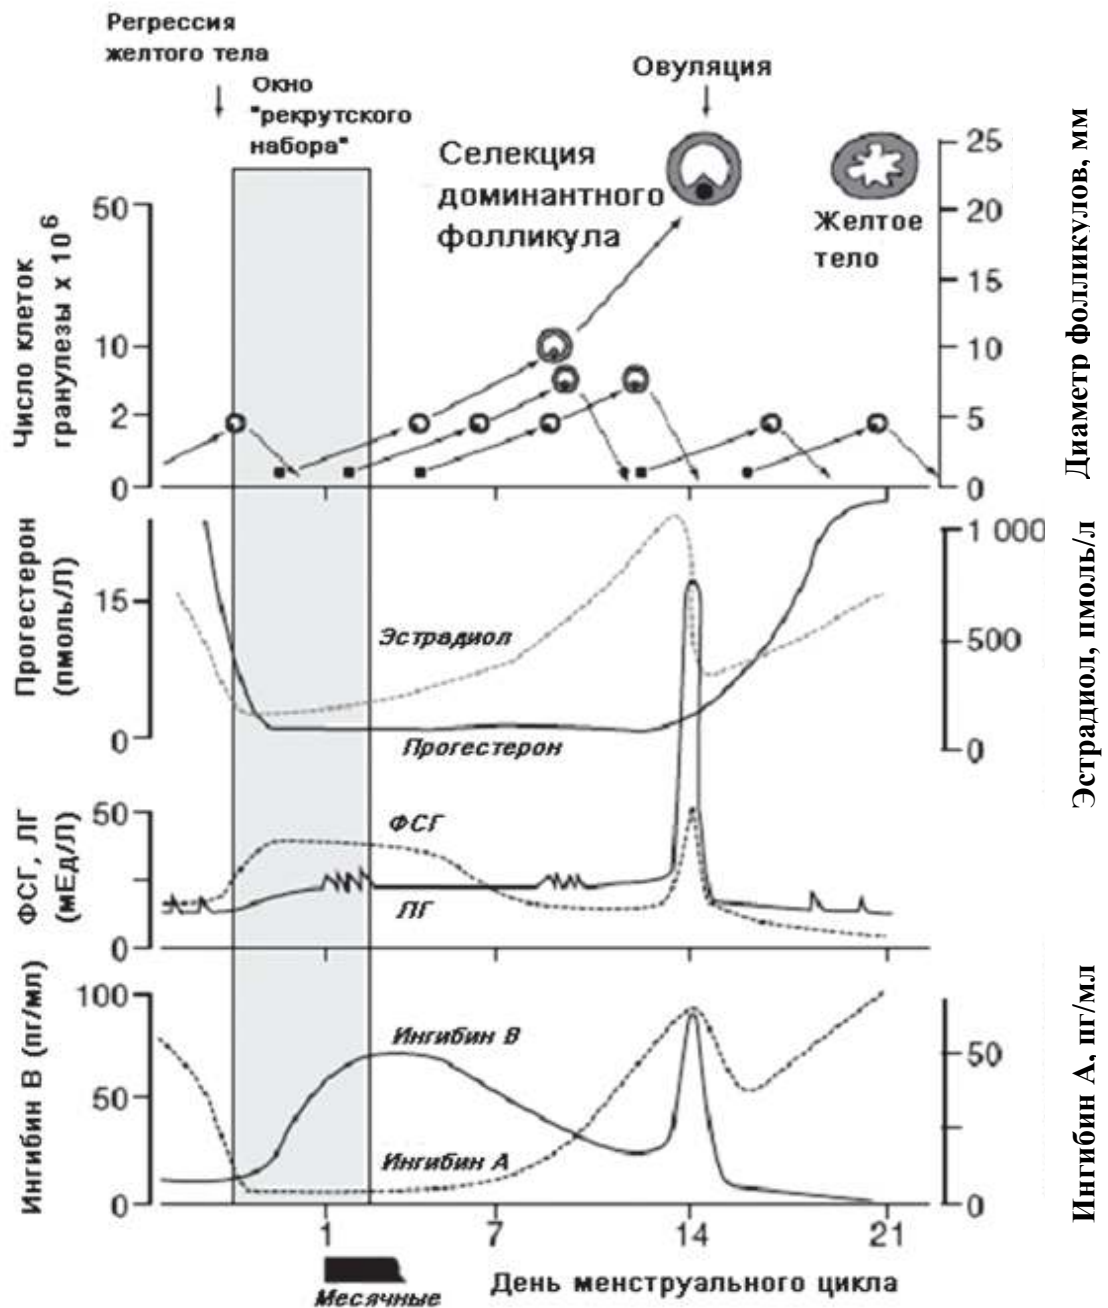 Регрессия
желтого тела
Окно
"рекрутского
набора"
Овуляция
Селекция
доминантного
фолликула
Желтое
тело
Число клеток
гранулезы х 10⁶
50
10
2
0
Диаметр фолликулов, мм
25
20
15
10
5
0
Прогестерон
(пмоль/Л)
15
0
Эстрадиол
Прогестерон
Эстрадиол, пмоль/л
1 000
500
0
ФСГ, ЛГ
(мЕд/Л)
50
0
ФСГ
ЛГ
Ингибин В (пг/мл)
100
50
0
Ингибин В
Ингибин А
Ингибин А, пг/мл
50
0
1
7
14
21
Месячные
День менструального цикла